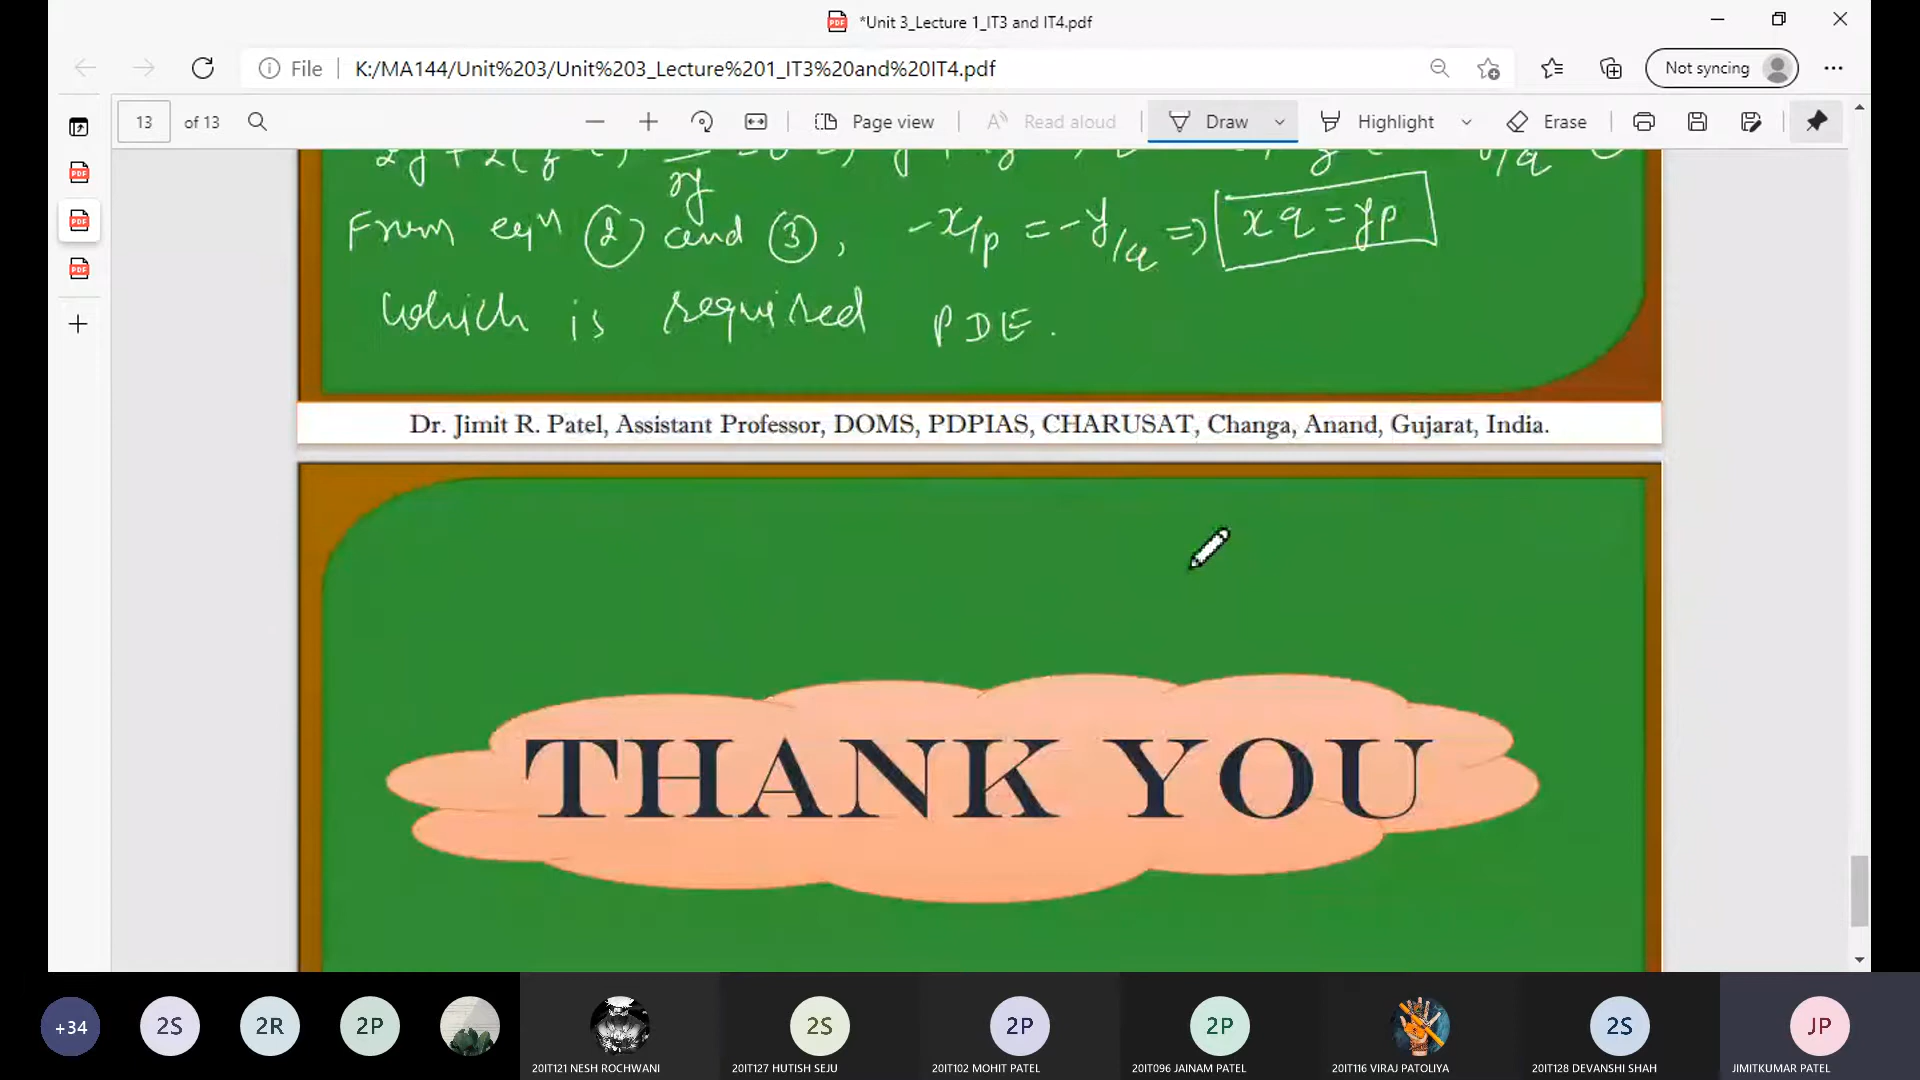 *Unit 3_Lecture 1_IT3 and IT4.pdf
File
K:/MA144/Unit%203/Unit%203_Lecture%201_IT3%20and%20IT4.pdf
Not syncing
13 of 13
Page view
Read aloud
Draw
Highlight
Erase
From eqn ② and ③, -x/p = -y/q => xq = yp
which is required PDE.
Dr. Jimit R. Patel, Assistant Professor, DOMS, PDPIAS, CHARUSAT, Changa, Anand, Gujarat, India.
THANK YOU
+34
2S
2R
2P
2S
2P
2P
2S
JP
20IT121 NESH ROCHWANI
20IT127 HUTISH SEJU
20IT102 MOHIT PATEL
20IT096 JAINAM PATEL
20IT116 VIRAJ PATOLIYA
20IT128 DEVANSHI SHAH
JIMITKUMAR PATEL